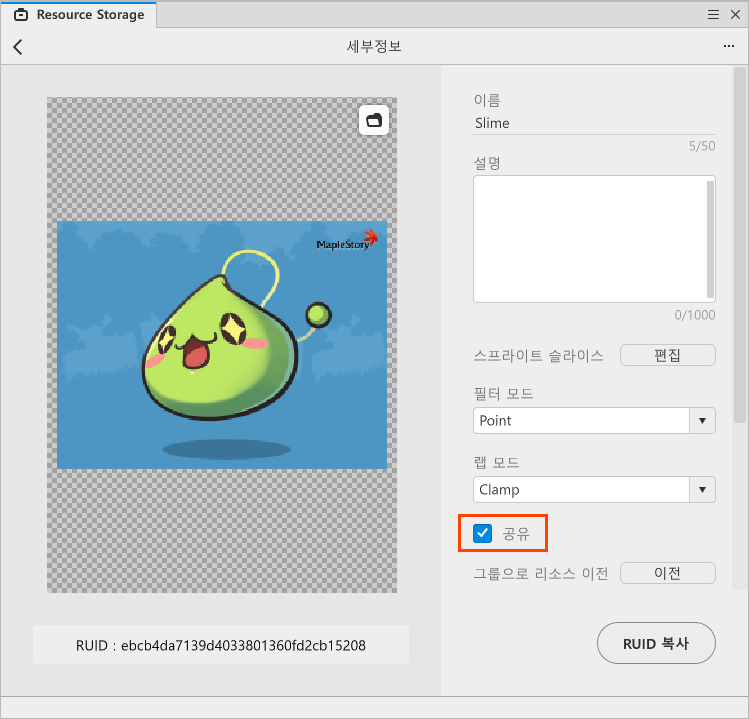 Resource Storage
세부정보
이름
Slime
5/50
설명
0/1000
스프라이트 슬라이스
편집
필터 모드
Point
랩 모드
Clamp
공유
그룹으로 리소스 이전
이전
MapleStory
RUID : ebcb4da7139d4033801360fd2cb15208
RUID 복사